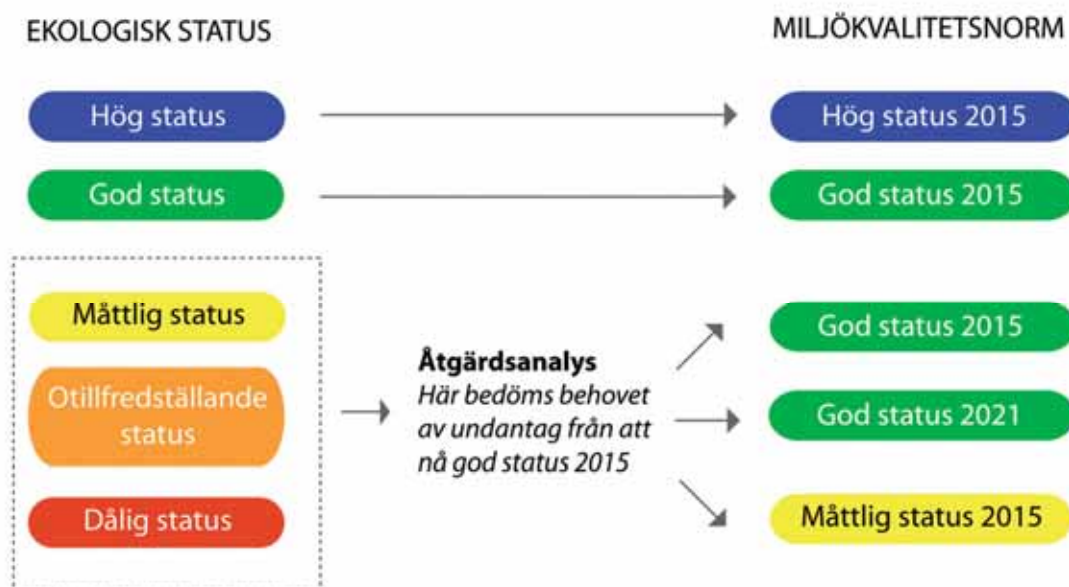 EKOLOGISK STATUS
MILJÖKVALITETSNORM
Hög status
Hög status 2015
God status
God status 2015
Måttlig status
Otillfredställande
status
Dålig status
Åtgärdsanalys
Här bedöms behovet
av undantag från att
nå god status 2015
God status 2015
God status 2021
Måttlig status 2015